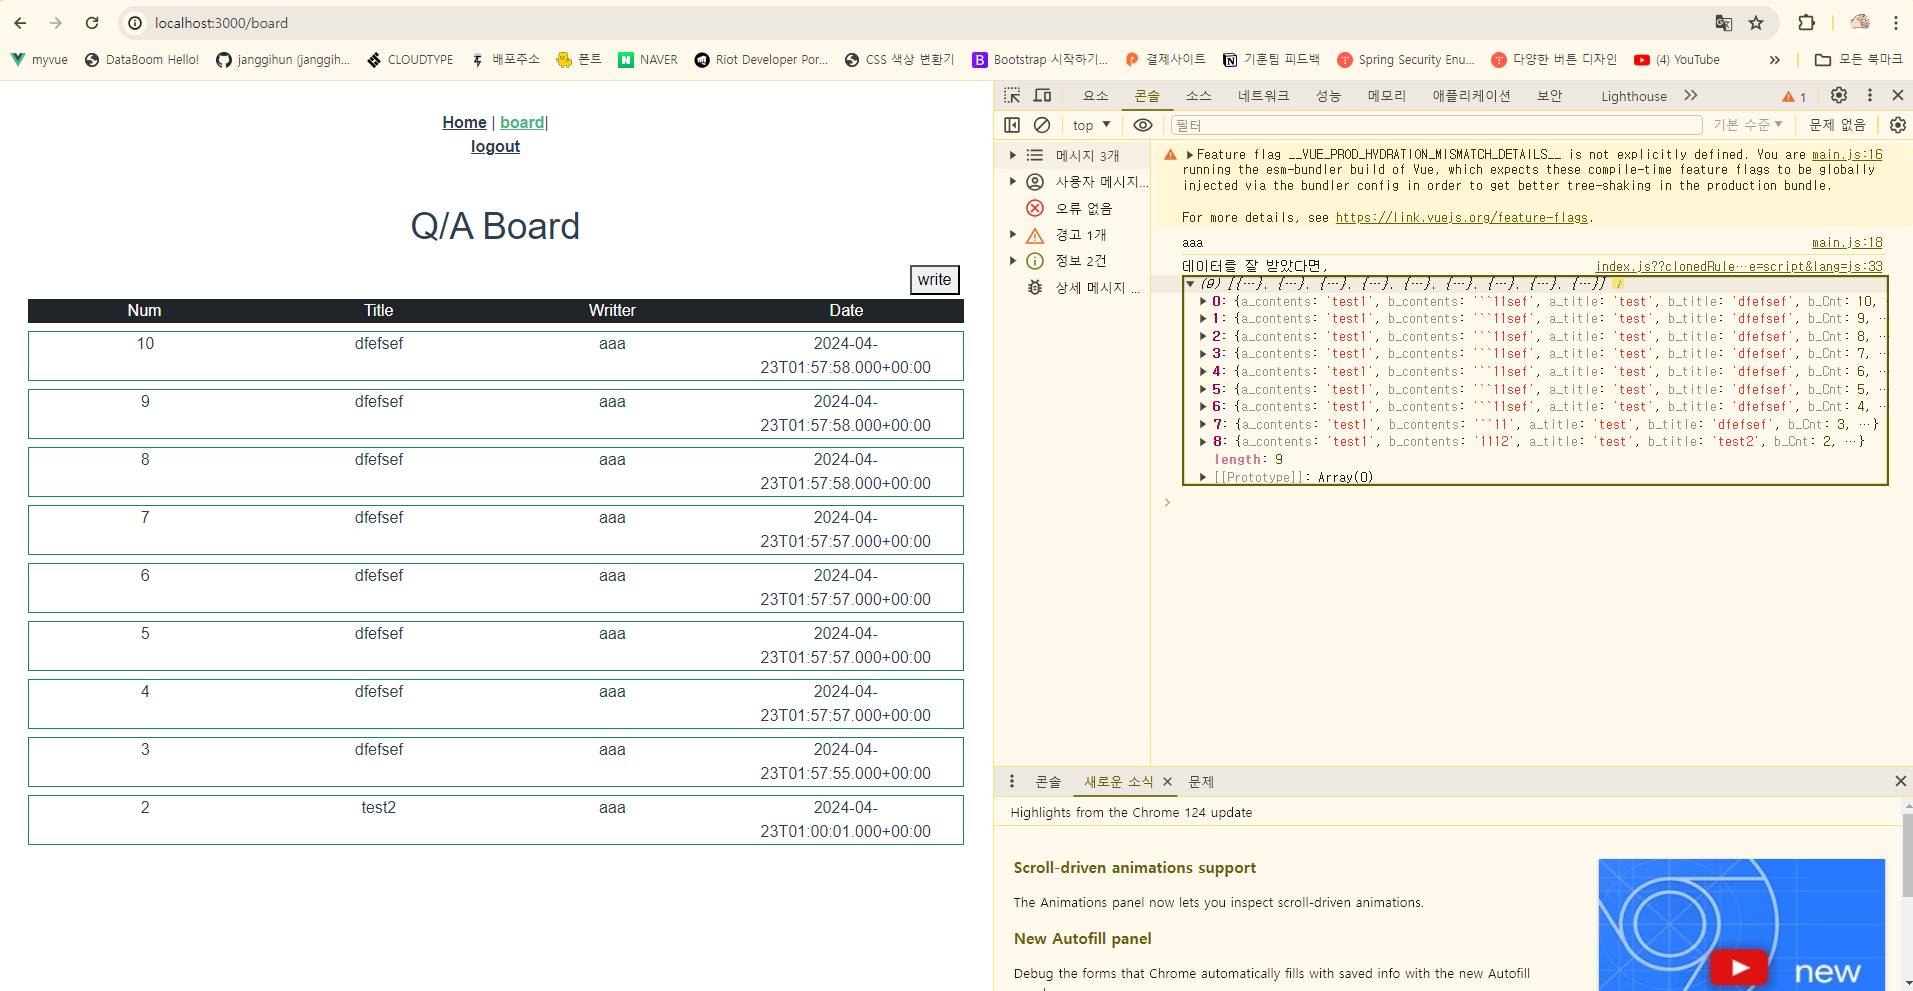 localhost:3000/board
myvue
DataBoom Hello!
janggihun (janggih...
CLOUDTYPE
배포주소
폰트
NAVER
Riot Developer Por...
CSS 색상 변환기
Bootstrap 시작하기...
결제사이트
기훈팀 피드백
Spring Security Enu...
다양한 버튼 디자인
(4) YouTube
모든 북마크
Home | board|
logout
Q/A Board
write
Num Title Writter Date
10 dfefsef aaa 2024-04-
23T01:57:58.000+00:00
9 dfefsef aaa 2024-04-
23T01:57:58.000+00:00
8 dfefsef aaa 2024-04-
23T01:57:58.000+00:00
7 dfefsef aaa 2024-04-
23T01:57:57.000+00:00
6 dfefsef aaa 2024-04-
23T01:57:57.000+00:00
5 dfefsef aaa 2024-04-
23T01:57:57.000+00:00
4 dfefsef aaa 2024-04-
23T01:57:57.000+00:00
3 dfefsef aaa 2024-04-
23T01:57:55.000+00:00
2 test2 aaa 2024-04-
23T01:00:01.000+00:00
요소 콘솔 소스 네트워크 성능 메모리 애플리케이션 보안 Lighthouse 1
top 필터 기본 수준 문제 없음
메시지 3개
사용자 메시지...
오류 없음
경고 1개
정보 2건
상세 메시지 ...
Feature flag __VUE_PROD_HYDRATION_MISMATCH_DETAILS__ is not explicitly defined. You are main.js:16
running the esm-bundler build of Vue, which expects these compile-time feature flags to be globally
injected via the bundler config in order to get better tree-shaking in the production bundle.
For more details, see https://link.vuejs.org/feature-flags.
aaa main.js:18
데이터를 잘 받았다면, index.js??clonedRule…e=script&lang=js:33
(9) [{…}, {…}, {…}, {…}, {…}, {…}, {…}, {…}, {…}]
0: {a_contents: 'test1', b_contents: '```11sef', a_title: 'test', b_title: 'dfefsef', b_Cnt: 10,
1: {a_contents: 'test1', b_contents: '```11sef', a_title: 'test', b_title: 'dfefsef', b_Cnt: 9, …
2: {a_contents: 'test1', b_contents: '```11sef', a_title: 'test', b_title: 'dfefsef', b_Cnt: 8, …
3: {a_contents: 'test1', b_contents: '```11sef', a_title: 'test', b_title: 'dfefsef', b_Cnt: 7, …
4: {a_contents: 'test1', b_contents: '```11sef', a_title: 'test', b_title: 'dfefsef', b_Cnt: 6, …
5: {a_contents: 'test1', b_contents: '```11sef', a_title: 'test', b_title: 'dfefsef', b_Cnt: 5, …
6: {a_contents: 'test1', b_contents: '```11sef', a_title: 'test', b_title: 'dfefsef', b_Cnt: 4, …
7: {a_contents: 'test1', b_contents: '```11', a_title: 'test', b_title: 'dfefsef', b_Cnt: 3, …}
8: {a_contents: 'test1', b_contents: '1112', a_title: 'test', b_title: 'test2', b_Cnt: 2, …}
length: 9
[[Prototype]]: Array(0)
콘솔 새로운 소식 문제
Highlights from the Chrome 124 update
Scroll-driven animations support
The Animations panel now lets you inspect scroll-driven animations.
New Autofill panel
Debug the forms that Chrome automatically fills with saved info with the new Autofill
new